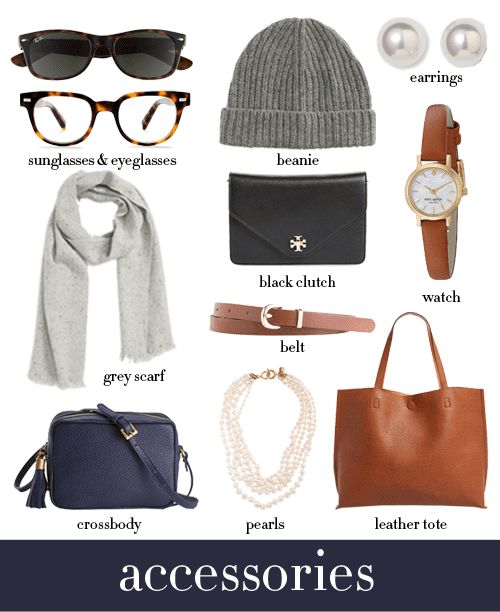 earrings
sunglasses & eyeglasses
beanie
black clutch
watch
belt
grey scarf
crossbody
pearls
leather tote
accessories